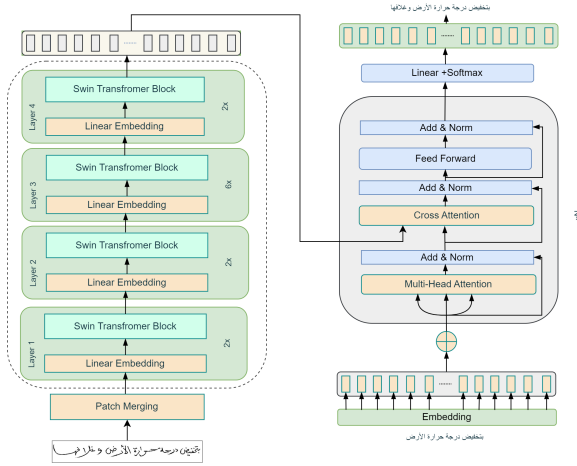 Layer 4
Swin Transfromer Block
Linear Embedding
2x
Layer 3
Swin Transfromer Block
Linear Embedding
6x
Layer 2
Swin Transfromer Block
Linear Embedding
2x
Layer 1
Swin Transfromer Block
Linear Embedding
2x
Patch Merging
بتخفيض درجة حرارة الأرض و غلافها
بتخفيض درجة حرارة الأرض وغلافها
Linear +Softmax
Add & Norm
Feed Forward
Add & Norm
Cross Attention
Add & Norm
Multi-Head Attention
Embedding
بتخفيض درجة حرارة الأرض